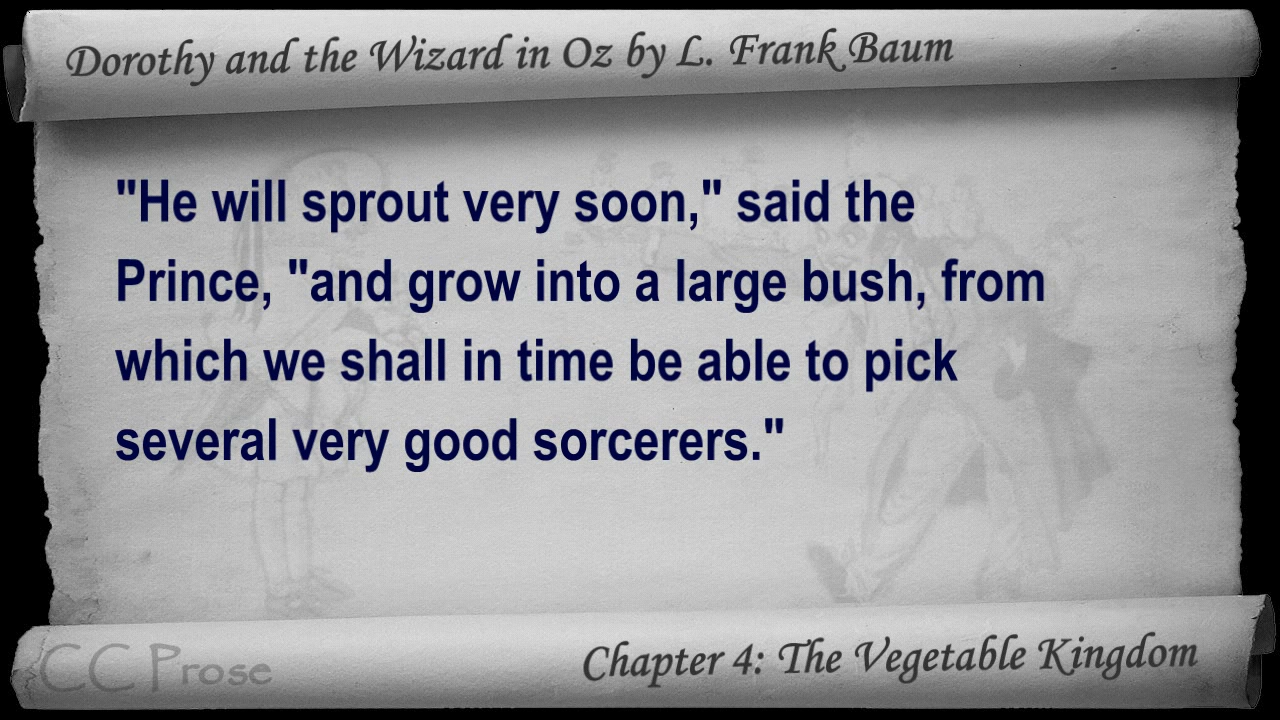 Dorothy and the Wizard in Oz by L. Frank Baum
"He will sprout very soon," said the
Prince, "and grow into a large bush, from
which we shall in time be able to pick
several very good sorcerers."
CC Prose
Chapter 4: The Vegetable Kingdom